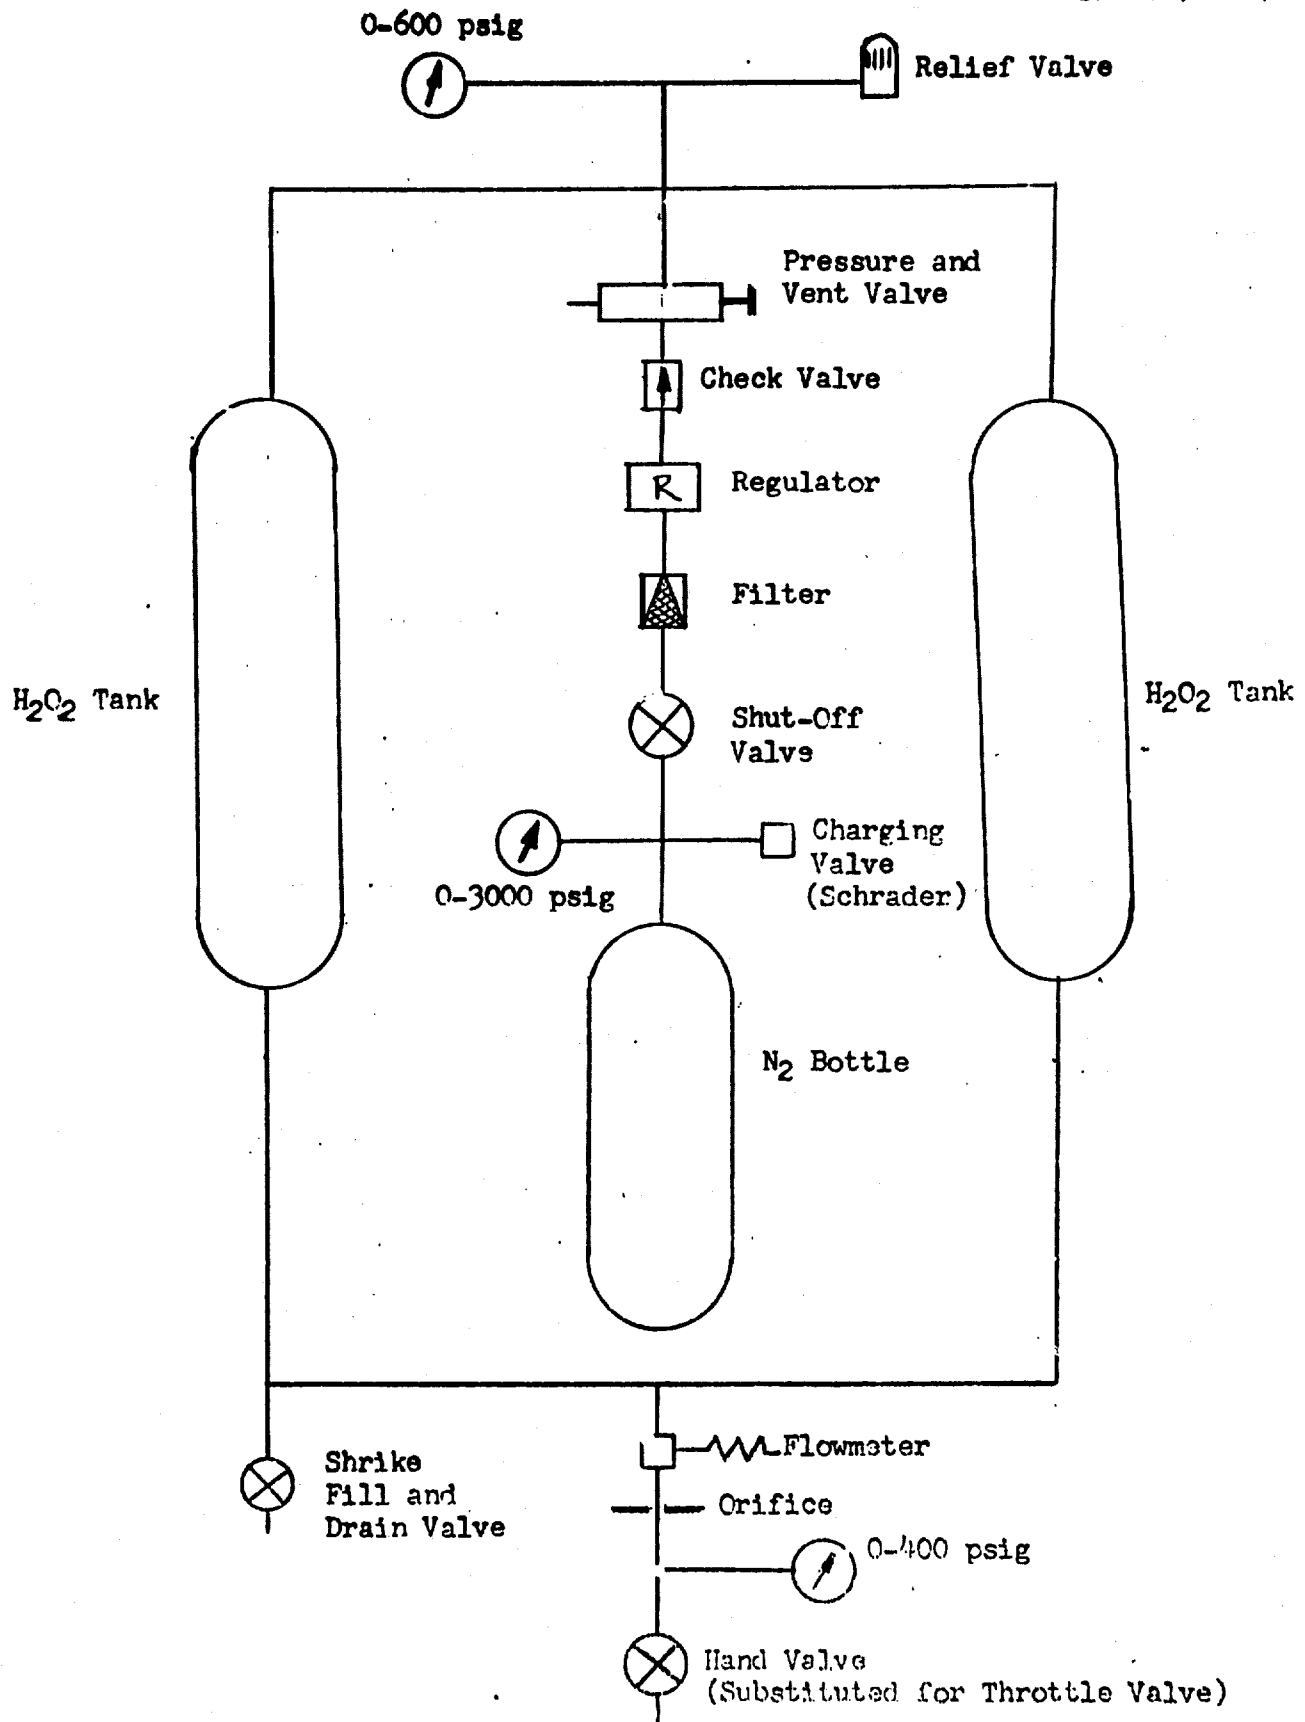 0-600 psig
Relief Valve
Pressure and
Vent Valve
Check Valve
R
Regulator
Filter
H2O2 Tank
H2O2 Tank
Shut-Off
Valve
Charging
Valve
(Schrader)
0-3000 psig
N2 Bottle
Flowmeter
Shrike
Fill and
Drain Valve
Orifice
0-400 psig
Hand Valve
(Substituted for Throttle Valve)